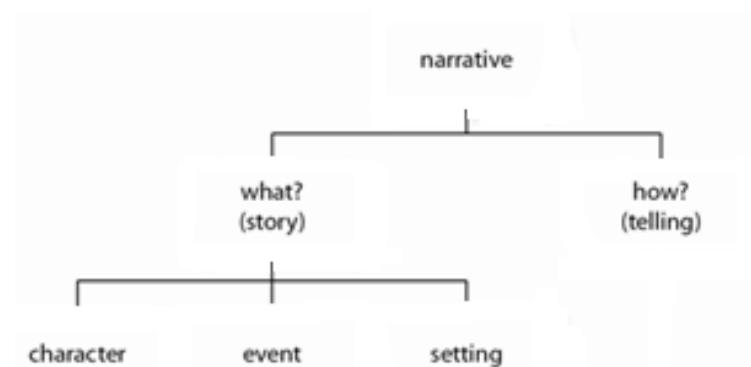 narrative
what?
(story)
how?
(telling)
character
event
setting